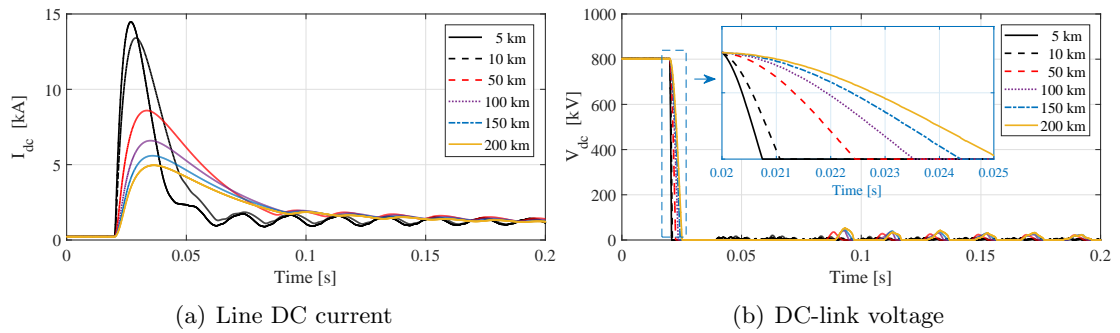 15
10
5
0
I_dc [kA]
0
0.05
0.1
0.15
0.2
Time [s]
5 km
10 km
50 km
100 km
150 km
200 km
(a) Line DC current
1000
800
600
400
200
0
V_dc [kV]
0
0.05
0.1
0.15
0.2
Time [s]
0.02
0.021
0.022
0.023
0.024
0.025
Time [s]
5 km
10 km
50 km
100 km
150 km
200 km
(b) DC-link voltage